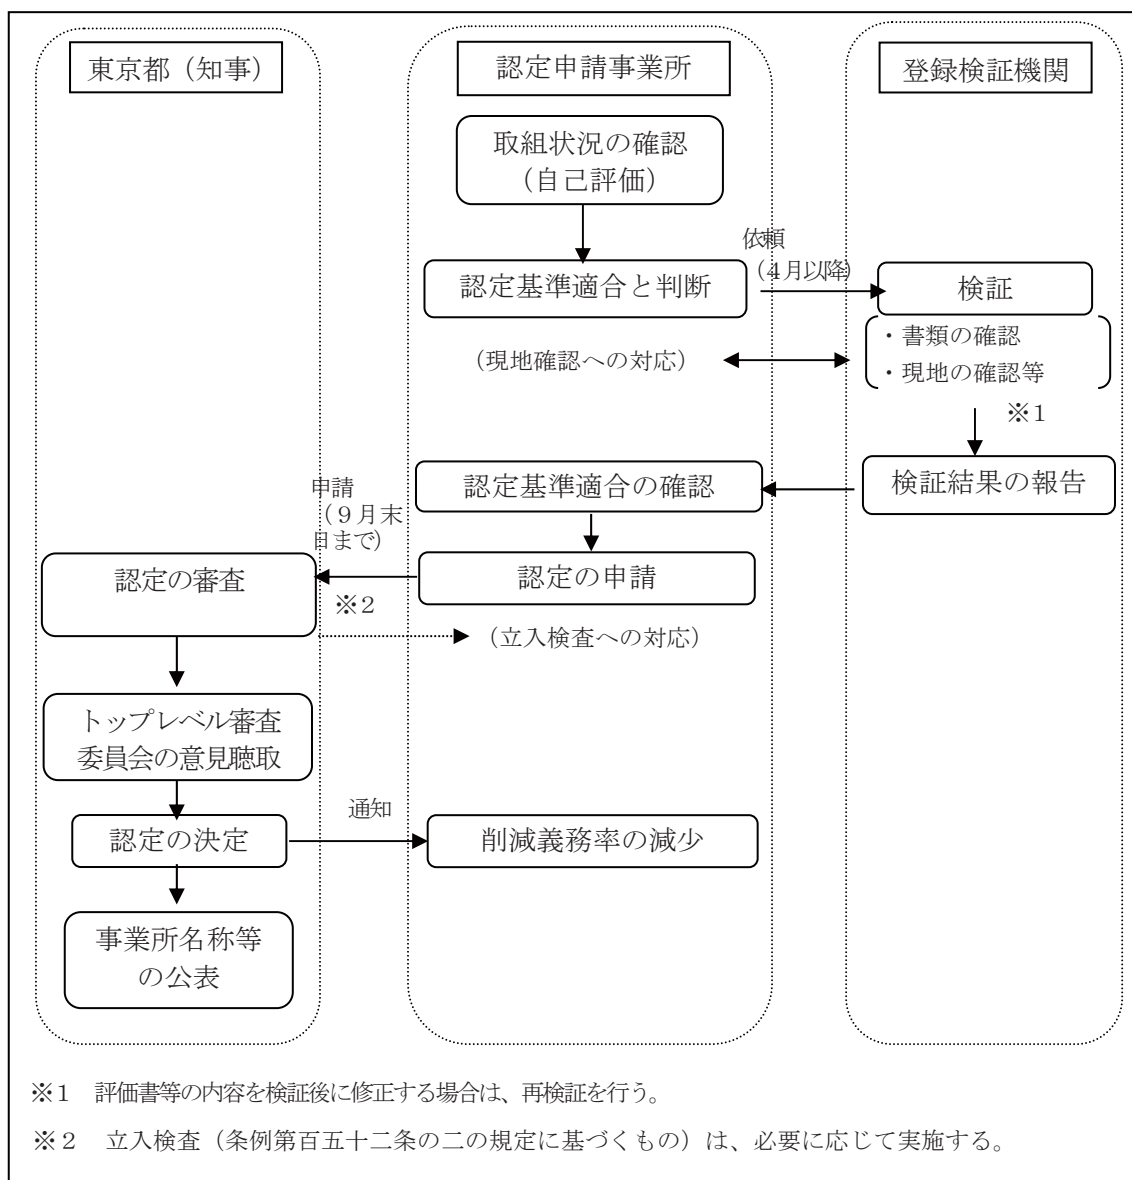 東京都（知事）
認定申請事業所
登録検証機関
取組状況の確認
（自己評価）
依頼
（４月以降）
認定基準適合と判断
検証
（現地確認への対応）
・書類の確認
・現地の確認等
※１
検証結果の報告
認定基準適合の確認
申請
（９月末
日まで）
認定の申請
認定の審査
※２
（立入検査への対応）
トップレベル審査
委員会の意見聴取
認定の決定
通知
削減義務率の減少
事業所名称等
の公表
※１　評価書等の内容を検証後に修正する場合は、再検証を行う。
※２　立入検査（条例第百五十二条の二の規定に基づくもの）は、必要に応じて実施する。